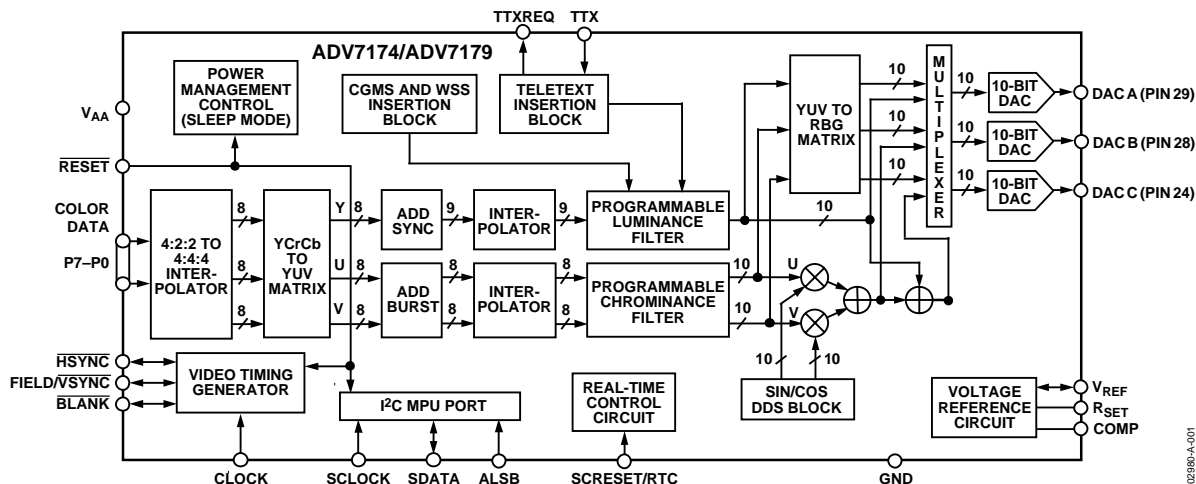 TTXREQ TTX
ADV7174/ADV7179
POWER
MANAGEMENT
CONTROL
(SLEEP MODE)
CGMS AND WSS
INSERTION
BLOCK
TELETEXT
INSERTION
BLOCK
YUV TO
RBG
MATRIX
10
10
10
MULTIPLEXER
10
10
10
10-BIT
DAC
10-BIT
DAC
10-BIT
DAC
DAC A (PIN 29)
DAC B (PIN 28)
DAC C (PIN 24)
VAA
RESET
COLOR
DATA
P7–P0
4:2:2 TO
4:4:4
INTER-
POLATOR
8
8
8
YCrCb
TO
YUV
MATRIX
Y 8
U 8
V 8
ADD
SYNC
9
INTER-
POLATOR
9
PROGRAMMABLE
LUMINANCE
FILTER
10
ADD
BURST
8
8
INTER-
POLATOR
8
8
PROGRAMMABLE
CHROMINANCE
FILTER
10
10
U
V
10 10
SIN/COS
DDS BLOCK
HSYNC
FIELD/VSYNC
BLANK
VIDEO TIMING
GENERATOR
I2C MPU PORT
REAL-TIME
CONTROL
CIRCUIT
VOLTAGE
REFERENCE
CIRCUIT
VREF
RSET
COMP
CLOCK SCLOCK SDATA ALSB SCRESET/RTC GND
02980-A-001